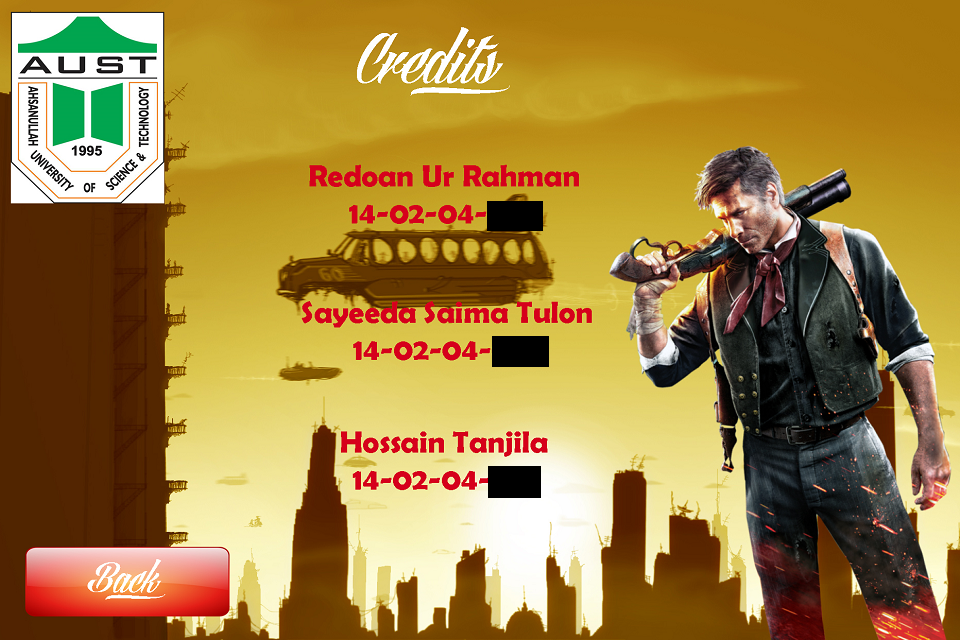 AUST
AHSANULLAH UNIVERSITY OF SCIENCE & TECHNOLOGY
1995
Credits
Redoan Ur Rahman
14-02-04-
60
Sayeeda Saima Tulon
14-02-04-
Hossain Tanjila
14-02-04-
Back